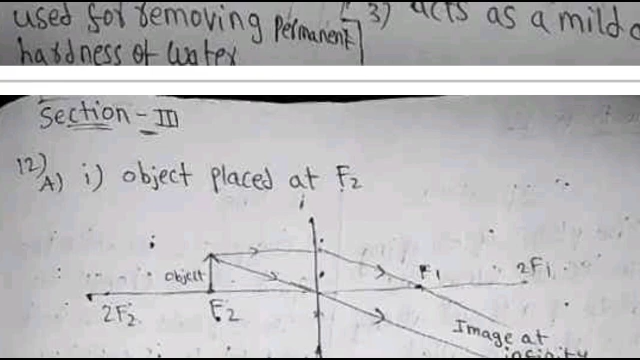 used for removing permanent
hardness of water
3) acts as a mild
Section - III
12) A) i) object placed at F2
object
F1
2F1
2F2
F2
Image at
infinity